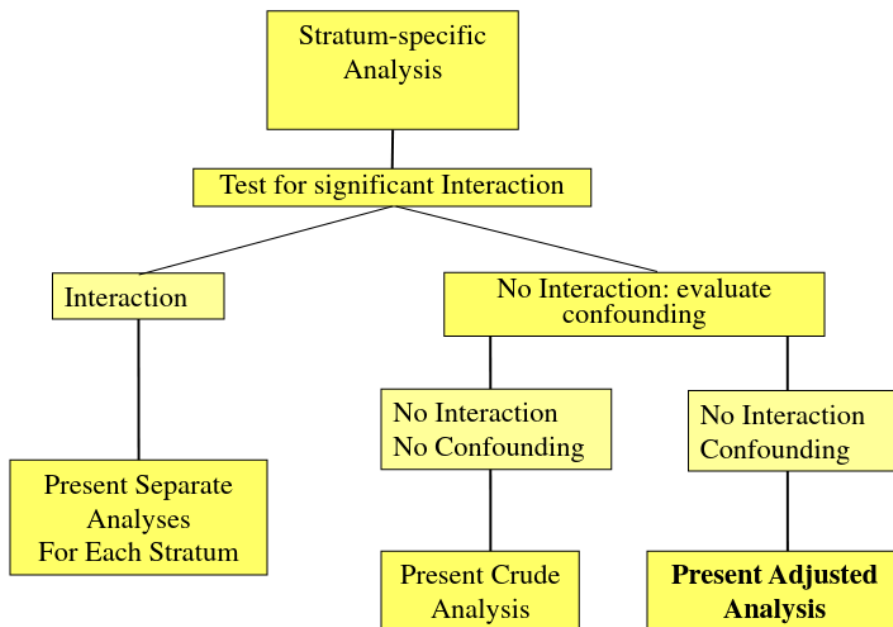 Stratum-specific
Analysis
Test for significant Interaction
Interaction
No Interaction: evaluate
confounding
No Interaction
No Confounding
No Interaction
Confounding
Present Separate
Analyses
For Each Stratum
Present Crude
Analysis
Present Adjusted
Analysis